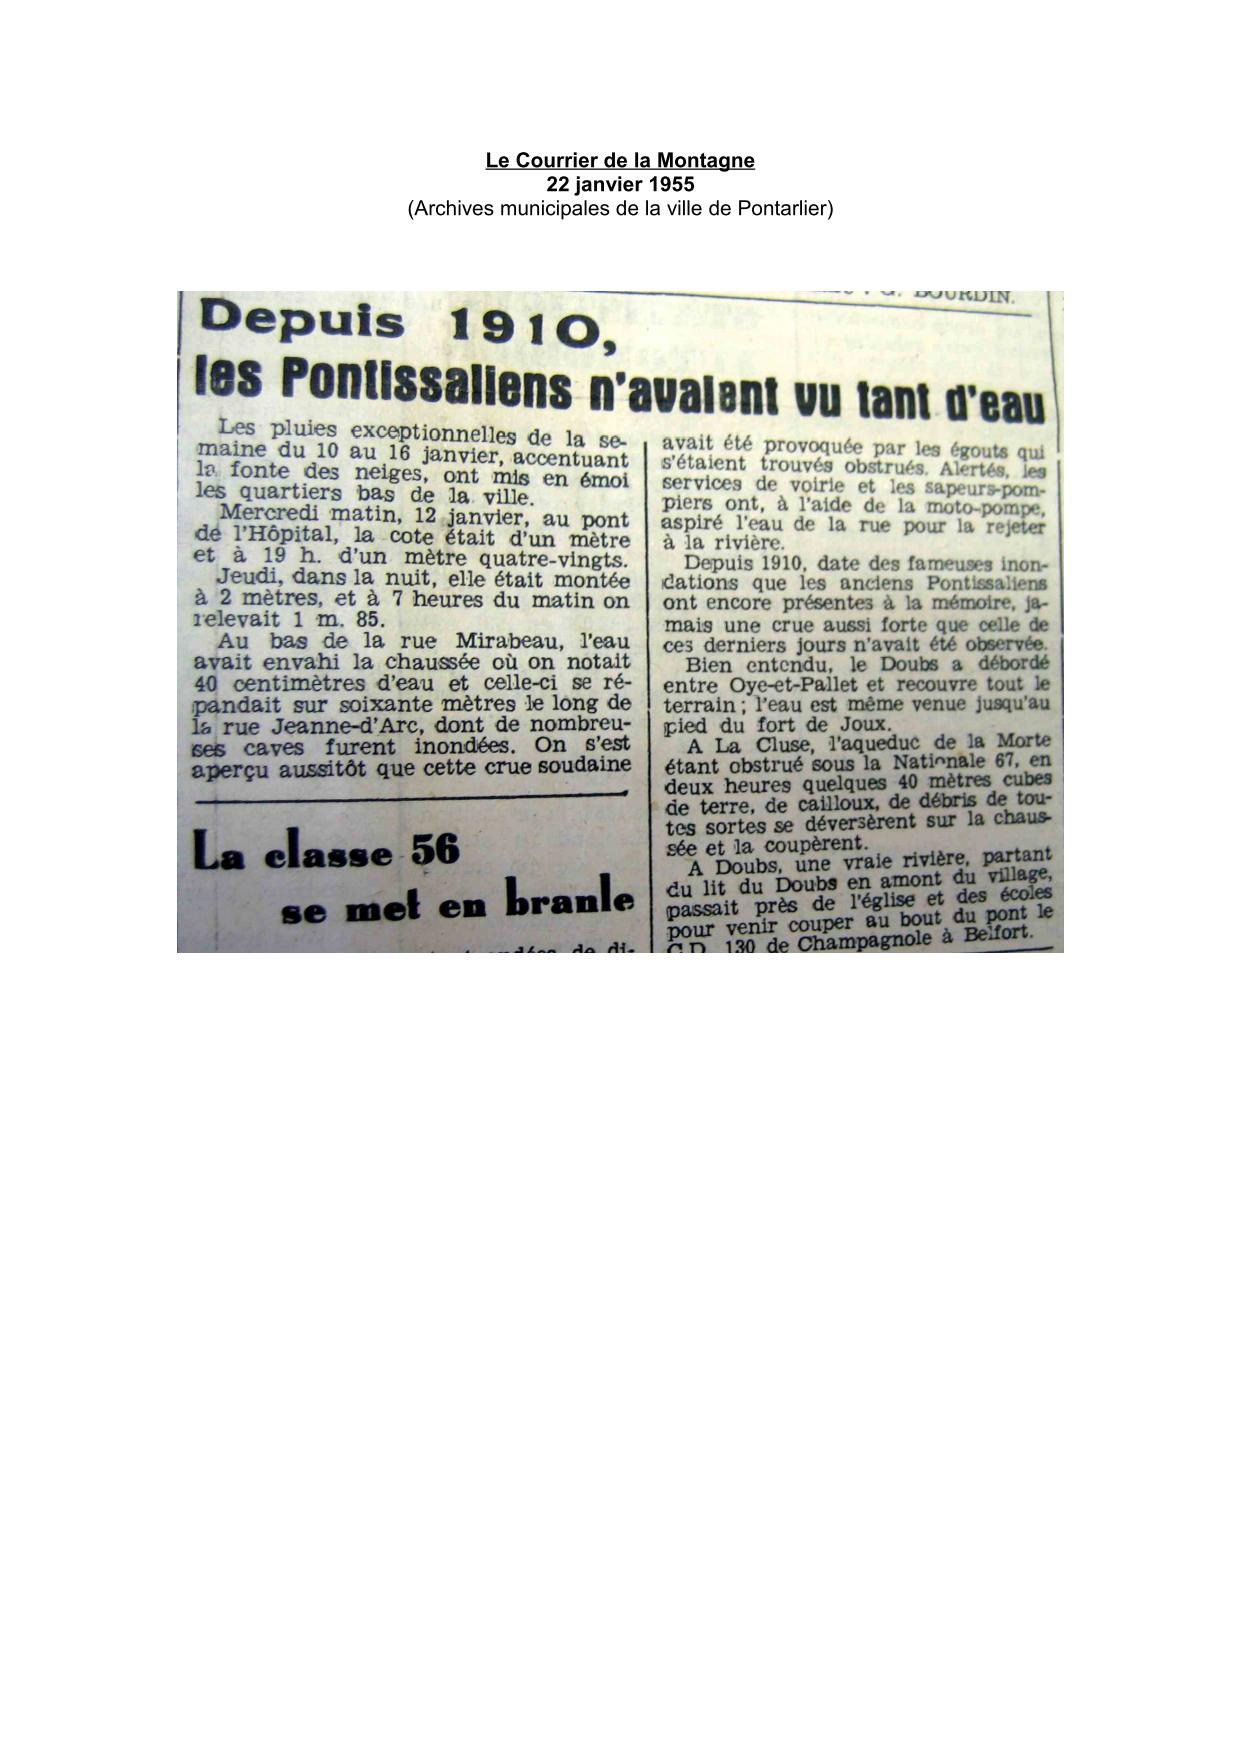 Le Courrier de la Montagne
22 janvier 1955
(Archives municipales de la ville de Pontarlier)
G. BOURDIN.
Depuis 1910,
les Pontissaliens n'avaient vu tant d'eau
Les pluies exceptionnelles de la se-
maine du 10 au 16 janvier, accentuant
la fonte des neiges, ont mis en émoi
les quartiers bas de la ville.
Mercredi matin, 12 janvier, au pont
de l'Hôpital, la cote était d'un mètre
et à 19 h. d'un mètre quatre-vingts.
Jeudi, dans la nuit, elle était montée
à 2 mètres, et à 7 heures du matin on
relevait 1 m. 85.
Au bas de la rue Mirabeau, l'eau
avait envahi la chaussée où on notait
40 centimètres d'eau et celle-ci se ré-
pandait sur soixante mètres le long de
la rue Jeanne-d'Arc, dont de nombreu-
ses caves furent inondées. On s'est
aperçu aussitôt que cette crue soudaine
avait été provoquée par les égouts qui
s'étaient trouvés obstrués. Alertés, les
services de voirie et les sapeurs-pom-
piers ont, à l'aide de la moto-pompe,
aspiré l'eau de la rue pour la rejeter
à la rivière.
Depuis 1910, date des fameuses inon-
dations que les anciens Pontissaliens
ont encore présentes à la mémoire, ja-
mais une crue aussi forte que celle de
ces derniers jours n'avait été observée.
Bien entendu, le Doubs a débordé
entre Oye-et-Pallet et recouvre tout le
terrain ; l'eau est même venue jusqu'au
pied du fort de Joux.
A La Cluse, l'aqueduc de la Morte
étant obstrué sous la Nationale 67, en
deux heures quelques 40 mètres cubes
de terre, de cailloux, de débris de tou-
tes sortes se déversèrent sur la chaus-
sée et la coupèrent.
A Doubs, une vraie rivière, partant
du lit du Doubs en amont du village,
passait près de l'église et des écoles
pour venir couper au bout du pont le
C.D. 130 de Champagnole à Belfort.
La classe 56
se met en branle
de di-